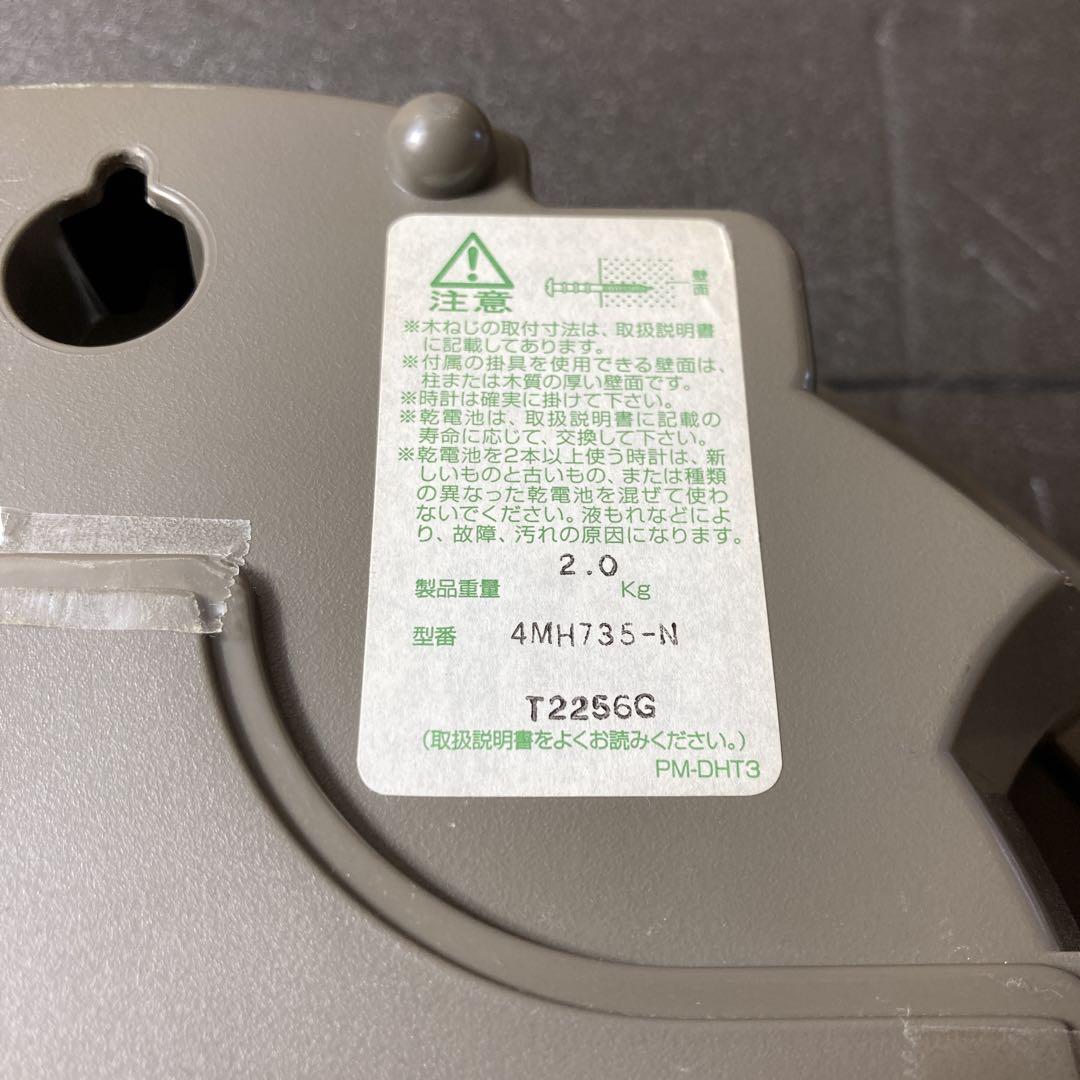 注意
壁面
※木ねじの取付寸法は、取扱説明書
に記載してあります。
※付属の掛具を使用できる壁面は、
柱または木質の厚い壁面です。
※時計は確実に掛けて下さい。
※乾電池は、取扱説明書に記載の
寿命に応じて、交換して下さい。
※乾電池を2本以上使う時計は、新
しいものと古いもの、または種類
の異なった乾電池を混ぜて使わ
ないでください。液もれなどによ
り、故障、汚れの原因になります。
製品重量 2.0 Kg
型番 4MH735-N
T2256G
(取扱説明書をよくお読みください。)
PM-DHT3